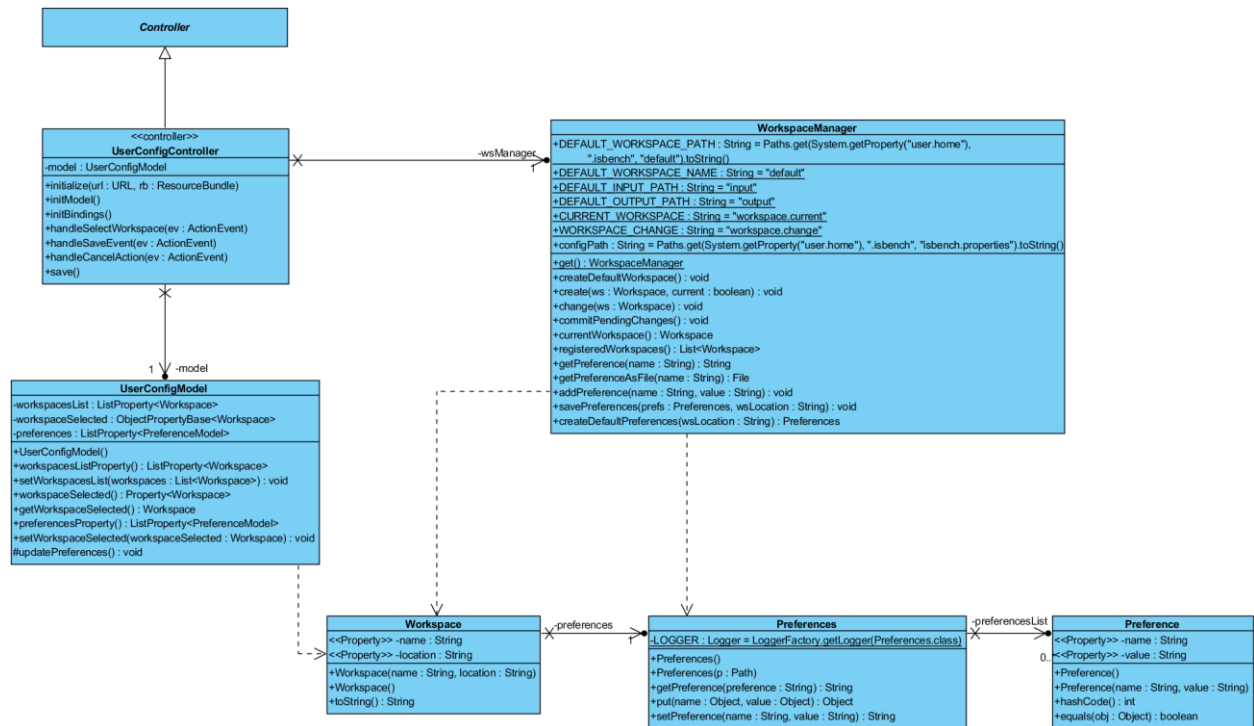 Controller
<<controller>>
UserConfigController
-model : UserConfigModel
+initialize(url : URL, rb : ResourceBundle)
+initModel()
+initBindings()
+handleSelectWorkspace(ev : ActionEvent)
+handleSaveEvent(ev : ActionEvent)
+handleCancelAction(ev : ActionEvent)
+save()
-wsManager
1
WorkspaceManager
+DEFAULT_WORKSPACE_PATH : String = Paths.get(System.getProperty("user.home"),
".isbench", "default").toString()
+DEFAULT_WORKSPACE_NAME : String = "default"
+DEFAULT_INPUT_PATH : String = "input"
+DEFAULT_OUTPUT_PATH : String = "output"
+CURRENT_WORKSPACE : String = "workspace.current"
+WORKSPACE_CHANGE : String = "workspace.change"
+configPath : String = Paths.get(System.getProperty("user.home"), ".isbench", "isbench.properties").toString()
+get() : WorkspaceManager
+createDefaultWorkspace() : void
+create(ws : Workspace, current : boolean) : void
+change(ws : Workspace) : void
+commitPendingChanges() : void
+currentWorkspace() : Workspace
+registeredWorkspaces() : List<Workspace>
+getPreference(name : String) : String
+getPreferenceAsFile(name : String) : File
+addPreference(name : String, value : String) : void
+savePreferences(prefs : Preferences, wsLocation : String) : void
+createDefaultPreferences(wsLocation : String) : Preferences
1
-model
UserConfigModel
-workspacesList : ListProperty<Workspace>
-workspaceSelected : ObjectPropertyBase<Workspace>
-preferences : ListProperty<PreferenceModel>
+UserConfigModel()
+workspacesListProperty() : ListProperty<Workspace>
+setWorkspacesList(workspaces : List<Workspace>) : void
+workspaceSelected() : Property<Workspace>
+getWorkspaceSelected() : Workspace
+preferencesProperty() : ListProperty<PreferenceModel>
+setWorkspaceSelected(workspaceSelected : Workspace) : void
#updatePreferences() : void
Workspace
<<Property>> -name : String
<<Property>> -location : String
+Workspace(name : String, location : String)
+Workspace()
+toString() : String
-preferences
1
Preferences
-LOGGER : Logger = LoggerFactory.getLogger(Preferences.class)
+Preferences()
+Preferences(p : Path)
+getPreference(preference : String) : String
+put(name : Object, value : Object) : Object
+setPreference(name : String, value : String) : String
-preferencesList
0..
Preference
<<Property>> -name : String
<<Property>> -value : String
+Preference()
+Preference(name : String, value : String)
+hashCode() : int
+equals(obj : Object) : boolean